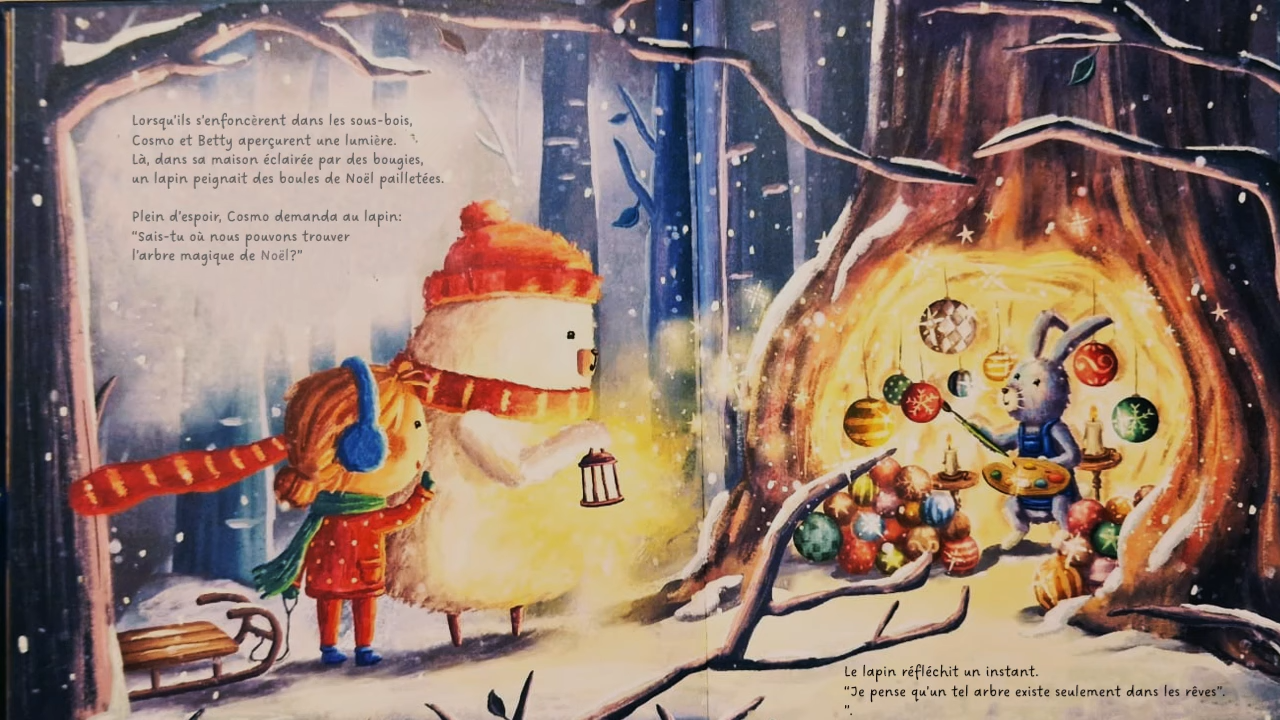 Lorsqu'ils s'enfoncèrent dans les sous-bois,
Cosmo et Betty aperçurent une lumière.
Là, dans sa maison éclairée par des bougies,
un lapin peignait des boules de Noël pailletées.
Plein d'espoir, Cosmo demanda au lapin:
"Sais-tu où nous pouvons trouver
l'arbre magique de Noël?"
Le lapin réfléchit un instant.
"Je pense qu'un tel arbre existe seulement dans les rêves".
".